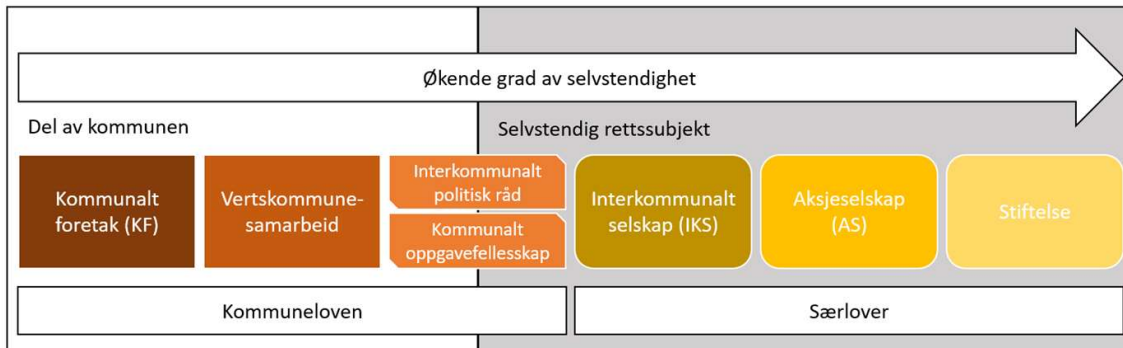 Økende grad av selvstendighet
Del av kommunen
Selvstendig rettssubjekt
Kommunalt
foretak (KF)
Vertskommune-
samarbeid
Interkommunalt
politisk råd
Kommunalt
oppgavefellesskap
Interkommunalt
selskap (IKS)
Aksjeselskap
(AS)
Stiftelse
Kommuneloven
Særlover